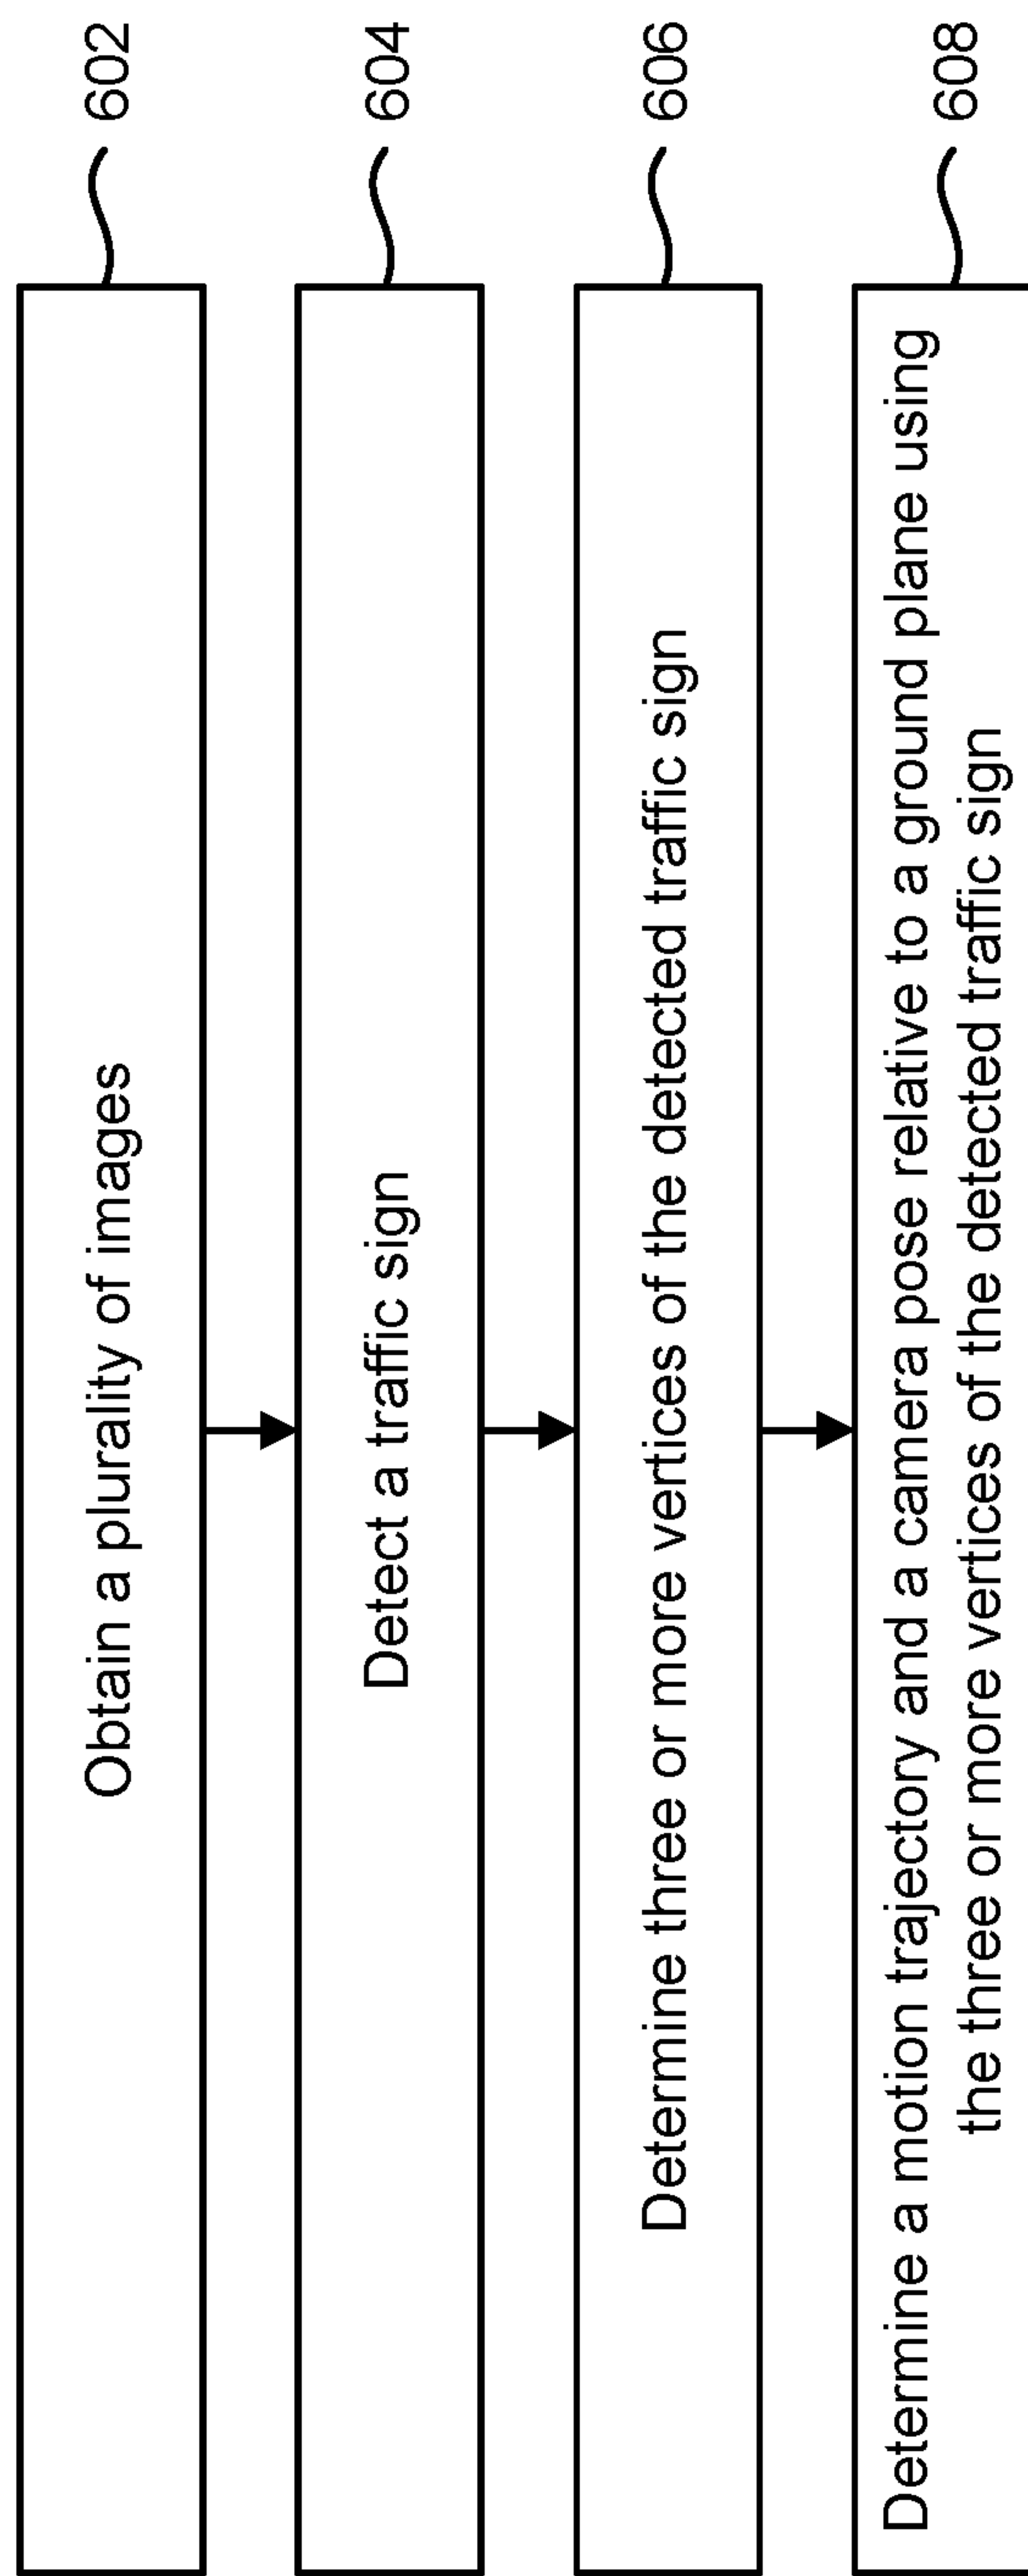 Obtain a plurality of images
602
Detect a traffic sign
604
Determine three or more vertices of the detected traffic sign
606
Determine a motion trajectory and a camera pose relative to a ground plane using
the three or more vertices of the detected traffic sign
608